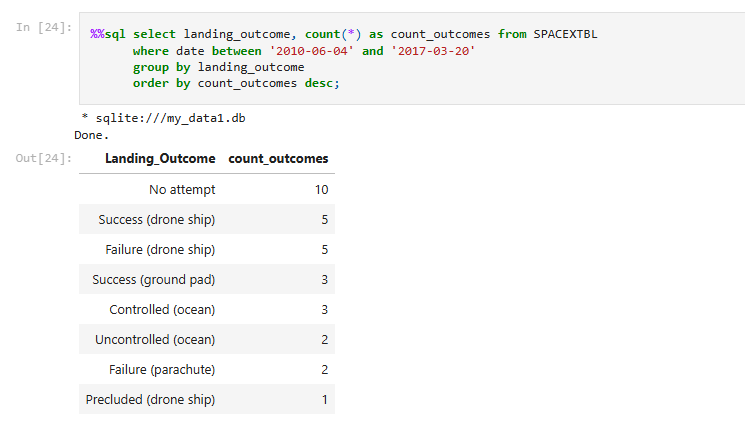 In [24]:
%%sql select landing_outcome, count(*) as count_outcomes from SPACEXTBL
where date between '2010-06-04' and '2017-03-20'
group by landing_outcome
order by count_outcomes desc;
* sqlite:///my_data1.db
Done.
Out[24]:
Landing_Outcome count_outcomes
No attempt 10
Success (drone ship) 5
Failure (drone ship) 5
Success (ground pad) 3
Controlled (ocean) 3
Uncontrolled (ocean) 2
Failure (parachute) 2
Precluded (drone ship) 1